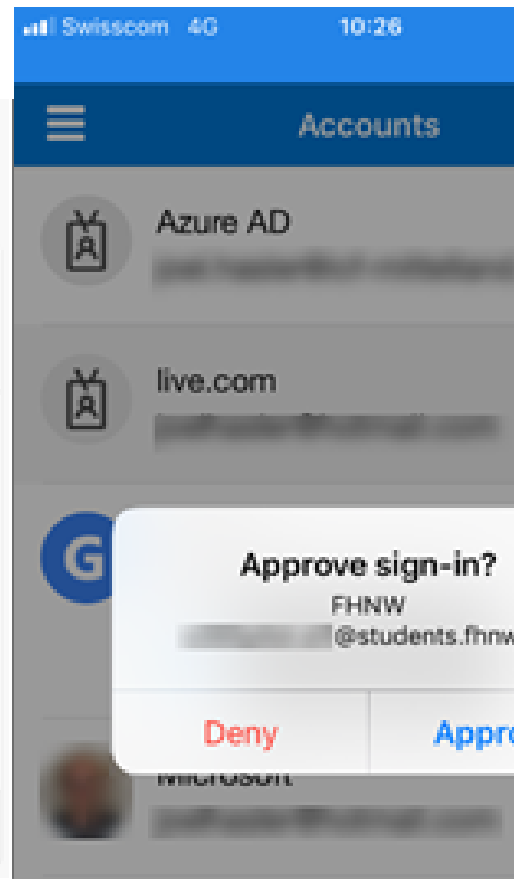 Swisscom 4G 10:26
Accounts
Azure AD
live.com
G
Approve sign-in?
FHNW
@students.fhnw
Deny Appro
Microsoft